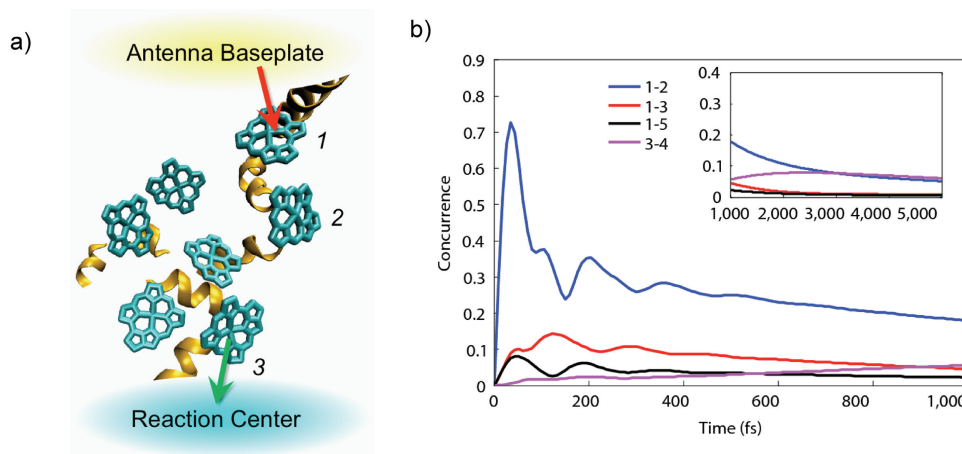 a)
Antenna Baseplate
1
2
3
Reaction Center
b)
0.9
0.8
0.7
0.6
0.5
0.4
0.3
0.2
0.1
0
Concurrence
1-2
1-3
1-5
3-4
0.4
0.3
0.2
0.1
0
1,000 2,000 3,000 4,000 5,000
0 200 400 600 800 1,000
Time (fs)